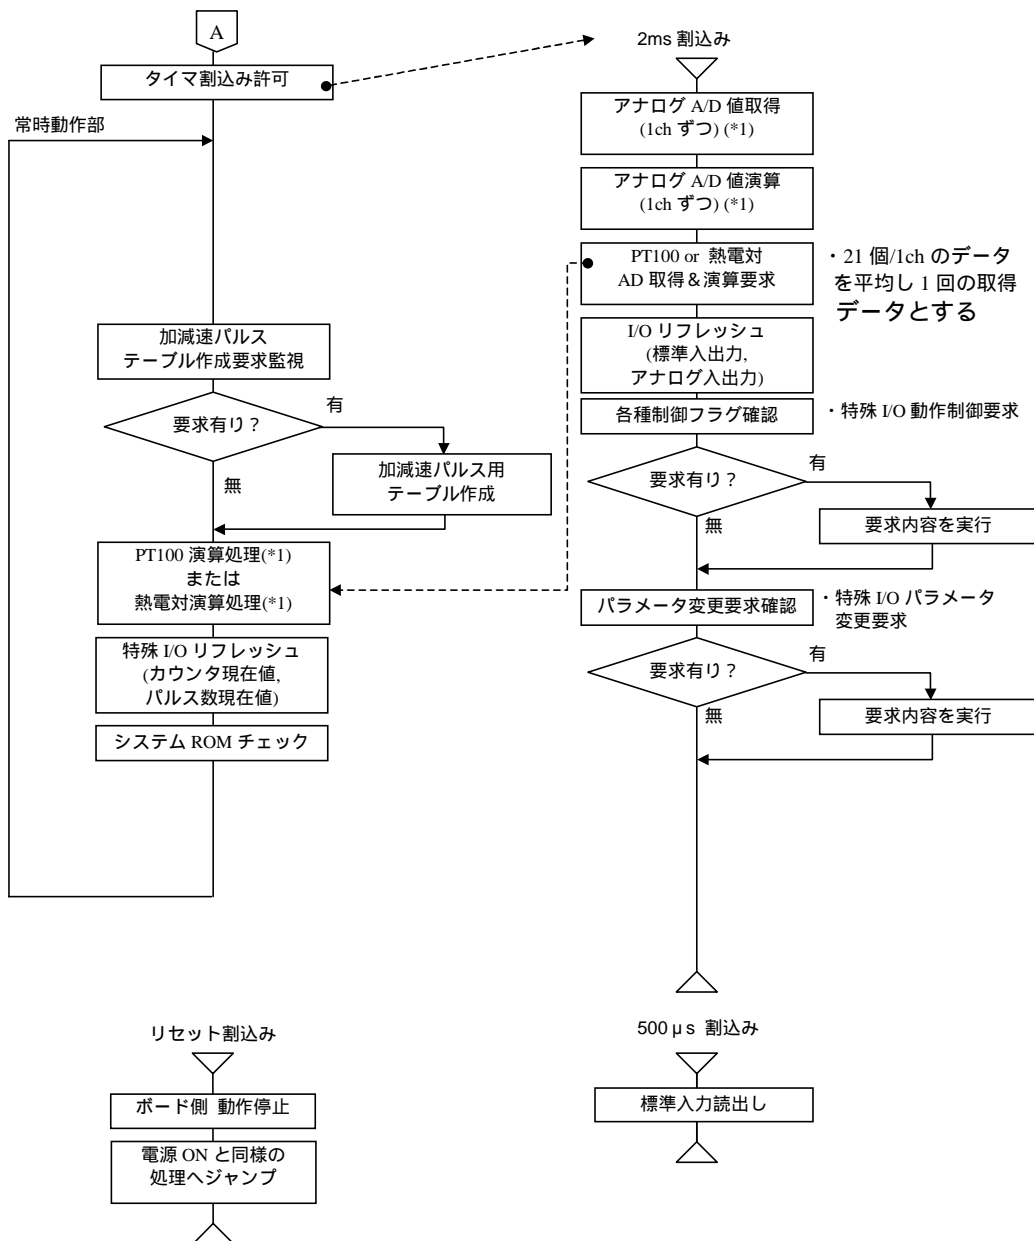 A
タイマ割込み許可
常時動作部
加減速パルス
テーブル作成要求監視
要求有り？
有
加減速パルス用
テーブル作成
無
PT100 演算処理(*1)
または
熱電対演算処理(*1)
特殊 I/O リフレッシュ
(カウンタ現在値,
パルス数現在値)
システム ROM チェック
2ms 割込み
アナログ A/D 値取得
(1ch ずつ) (*1)
アナログ A/D 値演算
(1ch ずつ) (*1)
PT100 or 熱電対
AD 取得＆演算要求
・21 個/1ch のデータ
を平均し 1 回の取得
データとする
I/O リフレッシュ
(標準入出力,
アナログ入出力)
各種制御フラグ確認
・特殊 I/O 動作制御要求
要求有り？
有
要求内容を実行
無
パラメータ変更要求確認
・特殊 I/O パラメータ
変更要求
要求有り？
有
要求内容を実行
無
リセット割込み
ボード側 動作停止
電源 ON と同様の
処理へジャンプ
500 μs 割込み
標準入力読出し